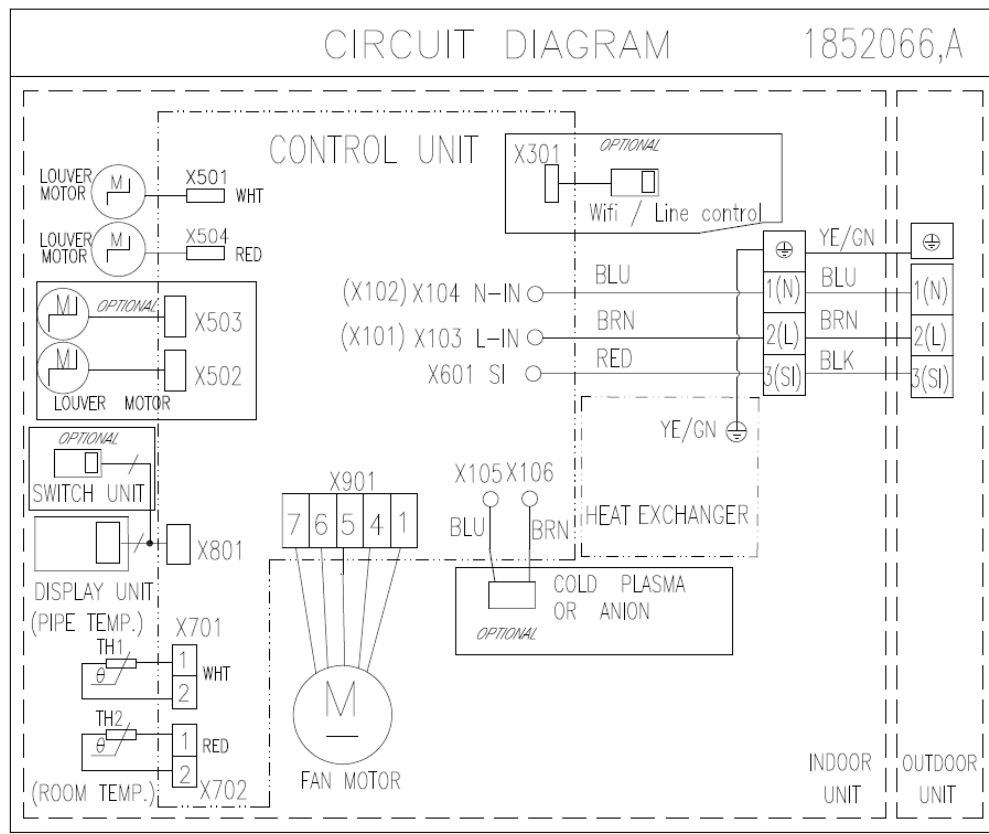 CIRCUIT DIAGRAM 1852066,A
CONTROL UNIT
LOUVER
MOTOR
M
X501
WHT
LOUVER
MOTOR
M
X504
RED
M
OPTIONAL
X503
M
X502
LOUVER MOTOR
OPTIONAL
SWITCH UNIT
X801
DISPLAY UNIT
(PIPE TEMP.)
X701
TH1
θ
1
2
WHT
TH2
θ
1
2
RED
(ROOM TEMP.)
X702
X901
7 6 5 4 1
M
FAN MOTOR
X301
OPTIONAL
Wifi / Line control
(X102) X104 N-IN
BLU
(X101) X103 L-IN
BRN
X601 SI
RED
1(N)
2(L)
3(SI)
YE/GN
BLU
BRN
BLK
1(N)
2(L)
3(SI)
YE/GN
HEAT EXCHANGER
X105 X106
BLU
BRN
COLD PLASMA
OR ANION
OPTIONAL
INDOOR
UNIT
OUTDOOR
UNIT